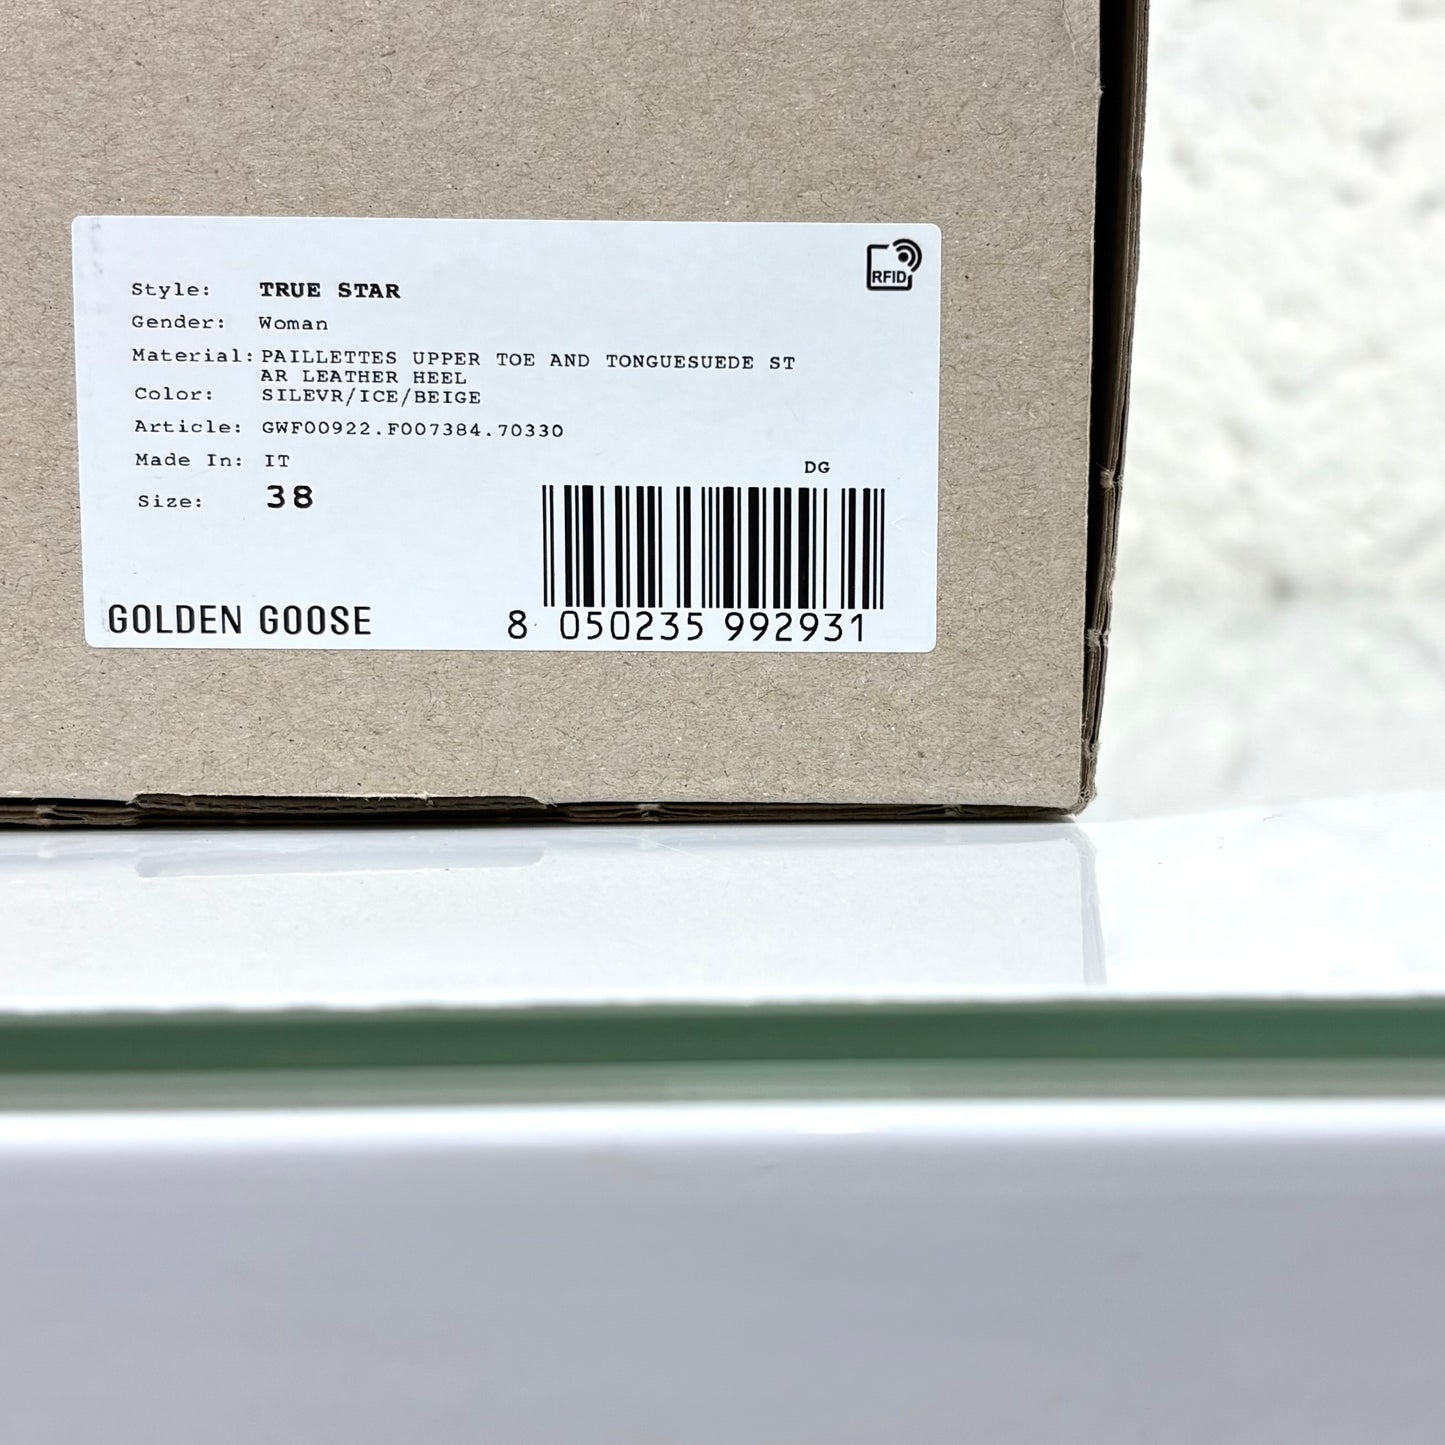 RFID
Style: TRUE STAR
Gender: Woman
Material: PAILLETTES UPPER TOE AND TONGUESUEDE ST
AR LEATHER HEEL
Color: SILEVR/ICE/BEIGE
Article: GWF00922.F007384.70330
Made In: IT
DG
Size: 38
GOLDEN GOOSE
8 050235 992931